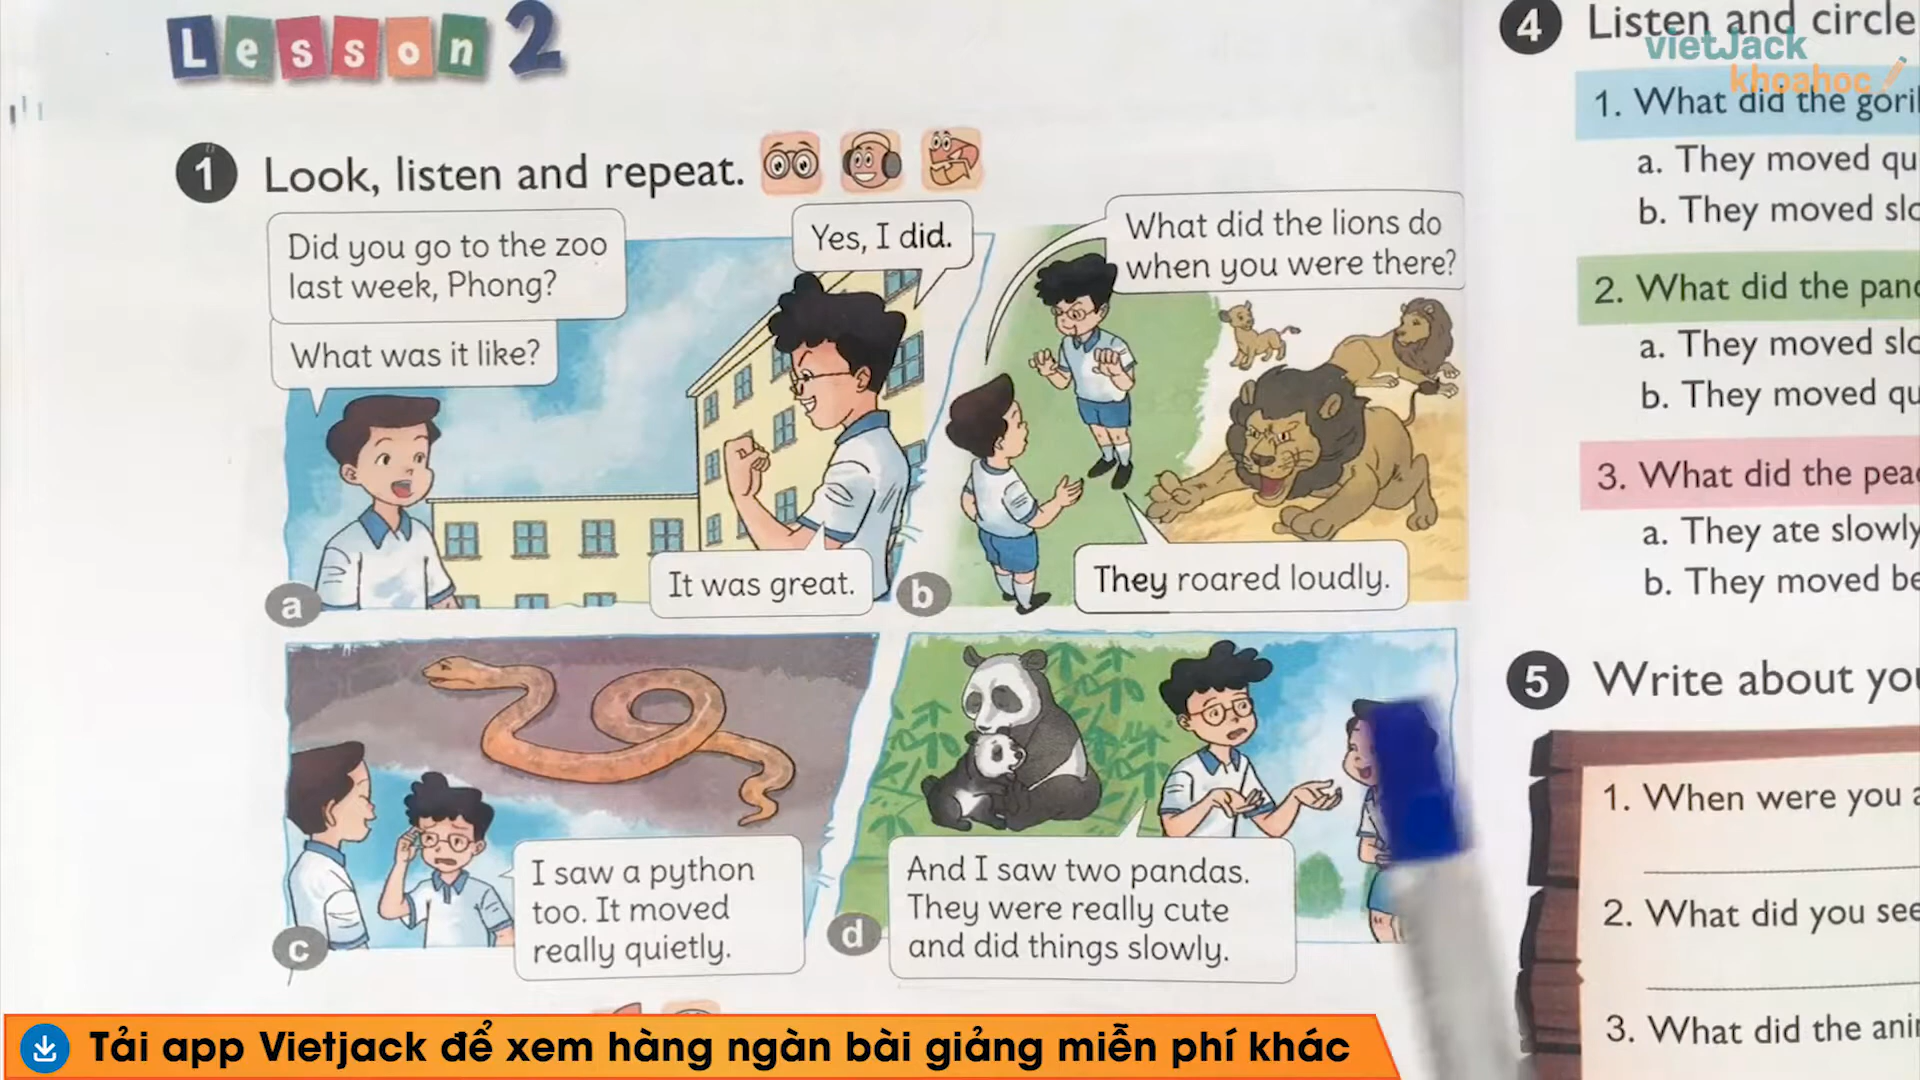 Lesson 2
1 Look, listen and repeat.
Did you go to the zoo
last week, Phong?
Yes, I did.
What was it like?
It was great.
a
What did the lions do
when you were there?
They roared loudly.
b
I saw a python
too. It moved
really quietly.
c
And I saw two pandas.
They were really cute
and did things slowly.
d
4 Listen and circle
vietJack
khoahoc
1. What did the
a. They moved
b. They moved
2. What did the
a. They moved
b. They moved
3. What did the
a. They ate slowly
b. They moved
5 Write about
1. When were you
2. What did you see
3. What did the
Tải app Vietjack để xem hàng ngàn bài giảng miễn phí khác